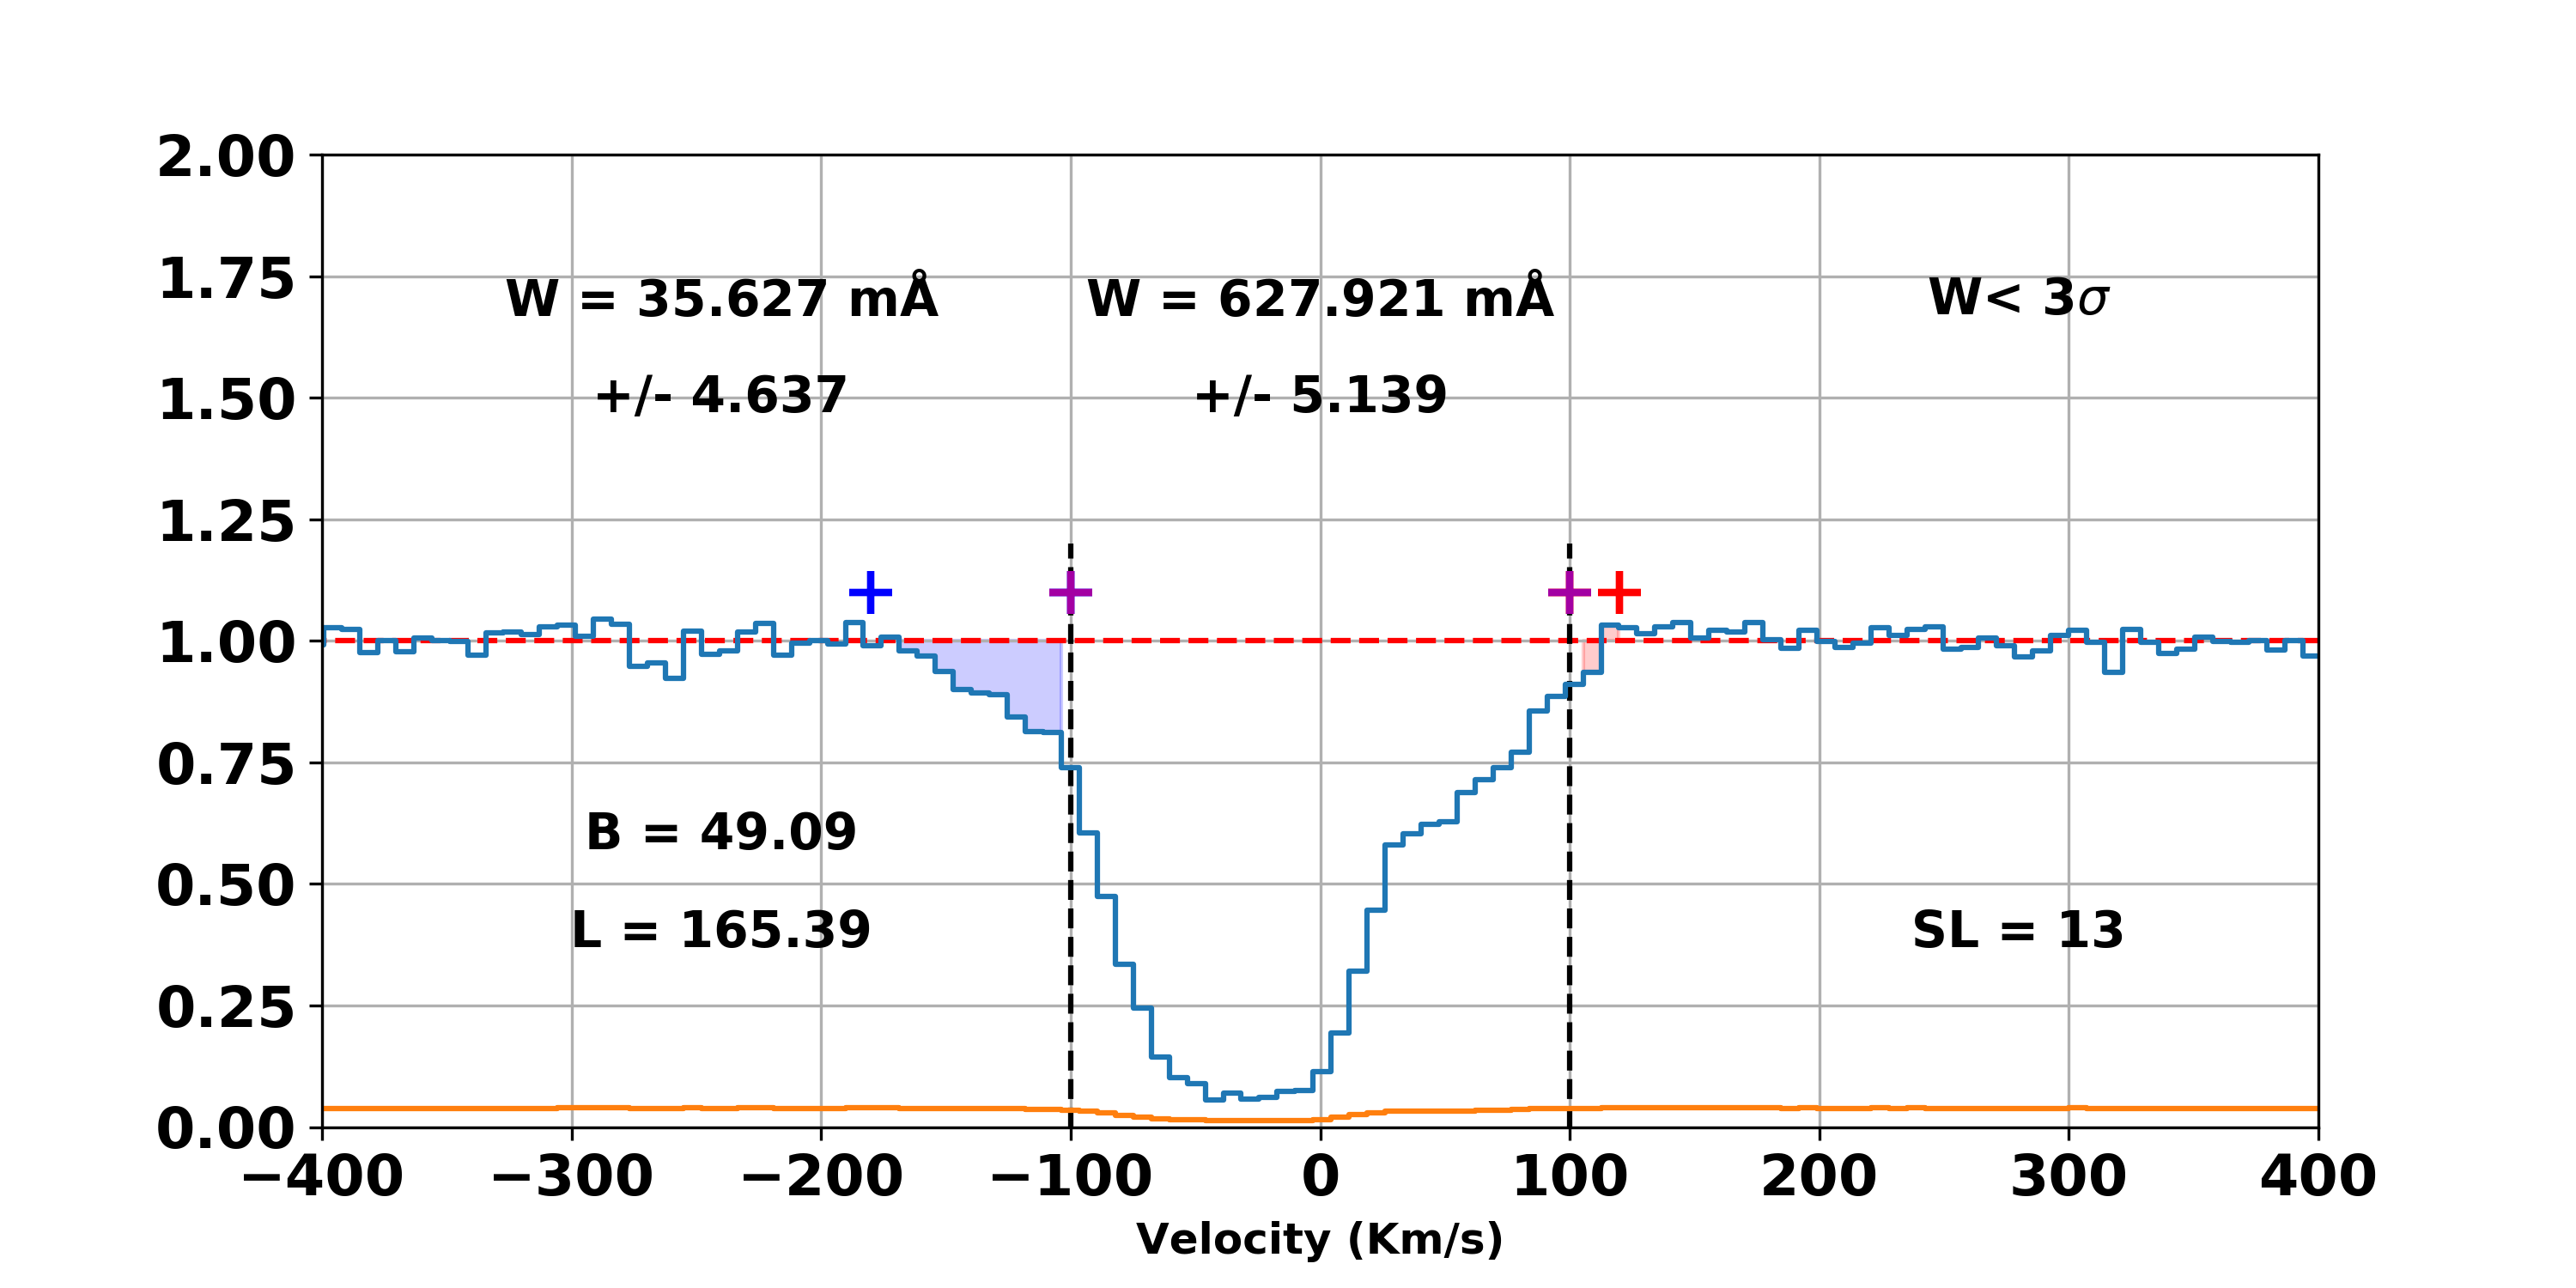 2.00
1.75
W = 35.627 mÅ
W = 627.921 mÅ
W< 3σ
1.50
+/- 4.637
+/- 5.139
1.25
1.00
0.75
B = 49.09
0.50
L = 165.39
SL = 13
0.25
0.00
−400 −300 −200 −100 0 100 200 300 400
Velocity (Km/s)